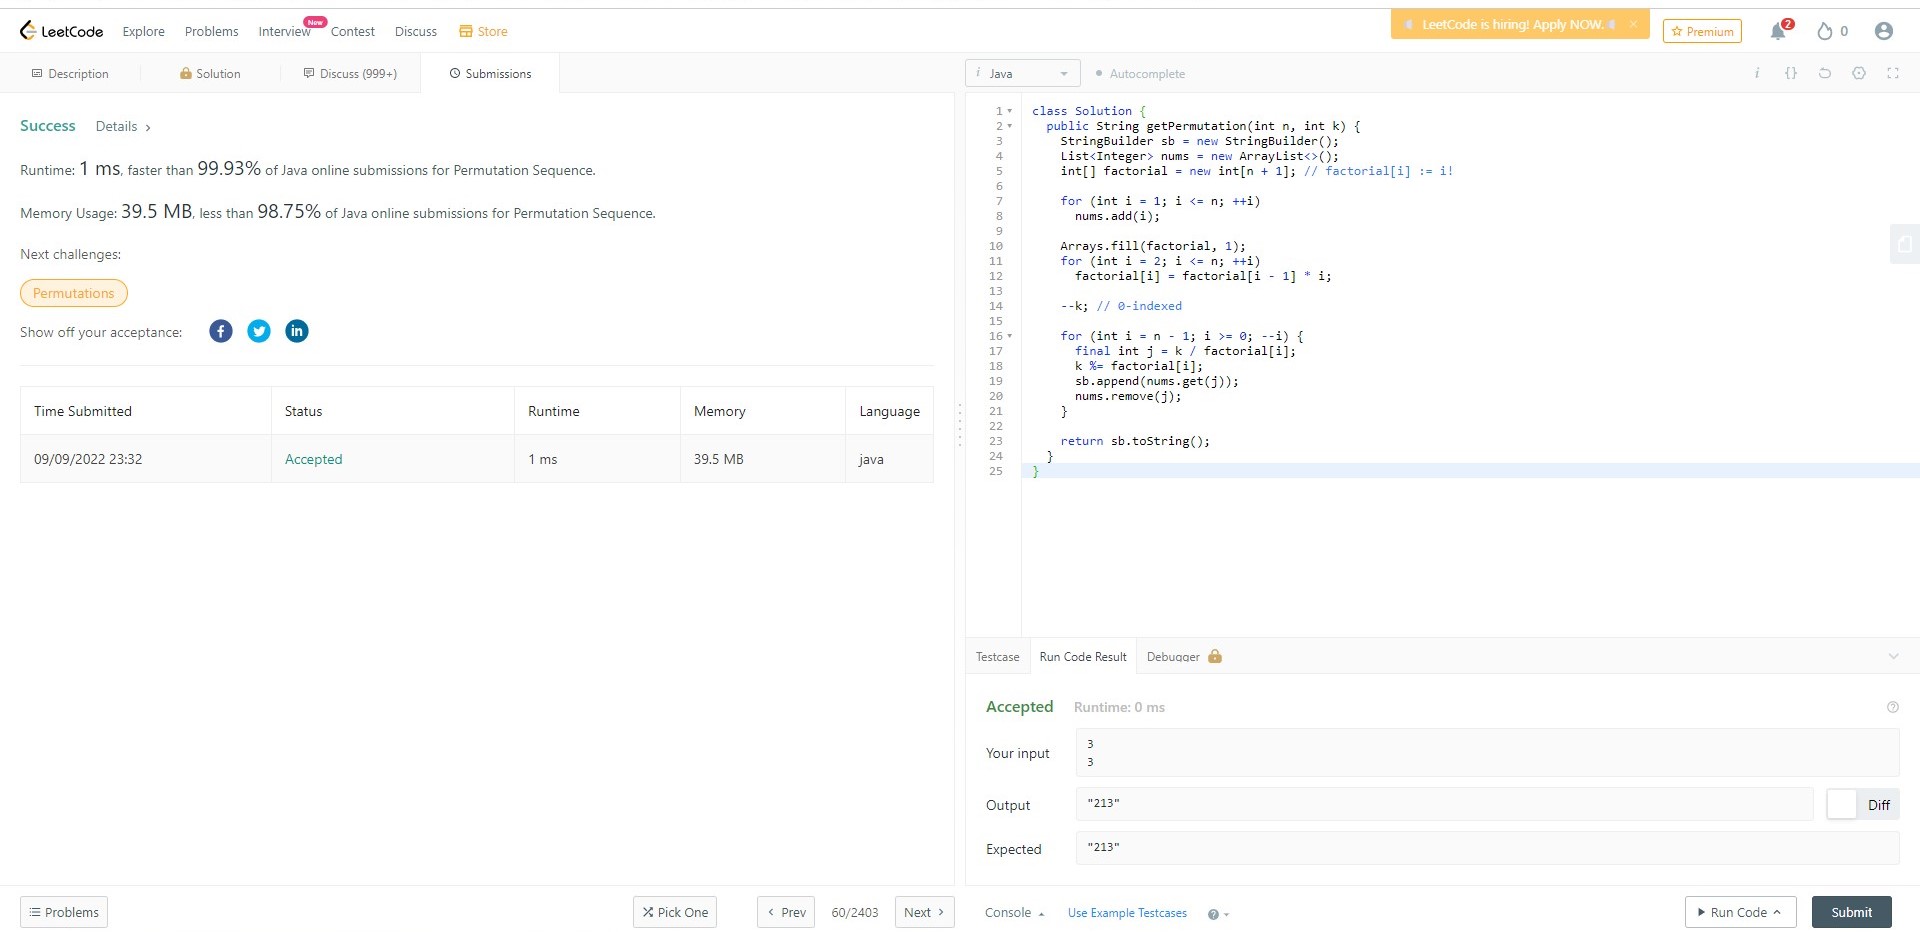 LeetCode
Explore
Problems
Interview
New
Contest
Discuss
Store
LeetCode is hiring! Apply NOW.
Premium
2
0
Description
Solution
Discuss (999+)
Submissions
i Java
Autocomplete
i
{}
Success
Details >
Runtime: 1 ms, faster than 99.93% of Java online submissions for Permutation Sequence.
Memory Usage: 39.5 MB, less than 98.75% of Java online submissions for Permutation Sequence.
Next challenges:
Permutations
Show off your acceptance:
Time Submitted Status Runtime Memory Language
09/09/2022 23:32 Accepted 1 ms 39.5 MB java
1 class Solution {
2   public String getPermutation(int n, int k) {
3     StringBuilder sb = new StringBuilder();
4     List<Integer> nums = new ArrayList<>();
5     int[] factorial = new int[n + 1]; // factorial[i] := i!
6
7     for (int i = 1; i <= n; ++i)
8       nums.add(i);
9
10     Arrays.fill(factorial, 1);
11     for (int i = 2; i <= n; ++i)
12       factorial[i] = factorial[i - 1] * i;
13
14     --k; // 0-indexed
15
16     for (int i = n - 1; i >= 0; --i) {
17       final int j = k / factorial[i];
18       k %= factorial[i];
19       sb.append(nums.get(j));
20       nums.remove(j);
21     }
22
23     return sb.toString();
24   }
25 }
Testcase
Run Code Result
Debugger
Accepted
Runtime: 0 ms
Your input
3
3
Output
"213"
Diff
Expected
"213"
Problems
Pick One
< Prev
60/2403
Next >
Console
Use Example Testcases
Run Code
Submit